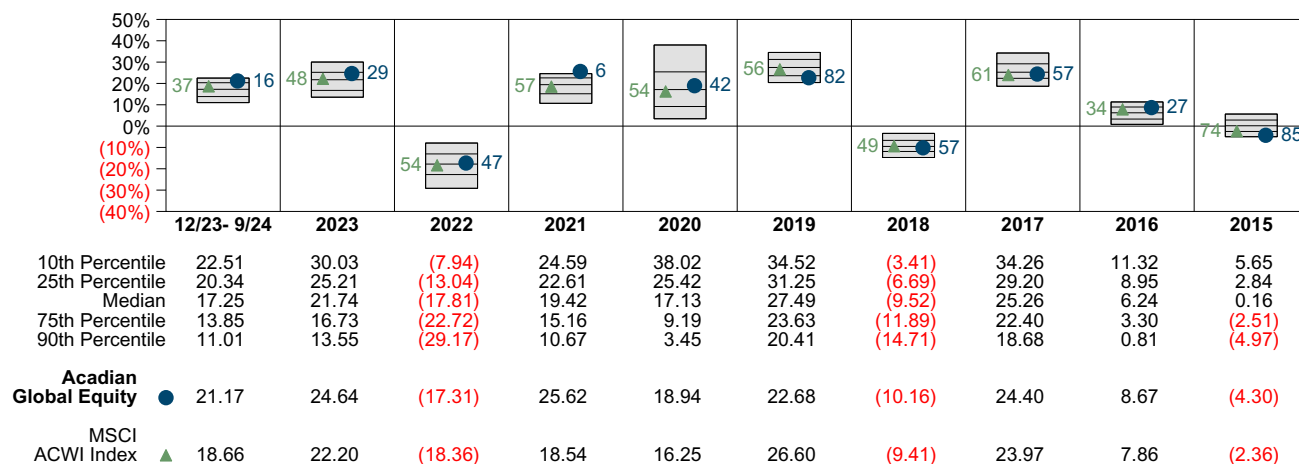 50%
40%
30%
20%
10%
0%
(10%)
(20%)
(30%)
(40%)
37 16
48 29
54 47
57 6
54 42
56 82
49 57
61 57
34 27
74 85
12/23- 9/24 2023 2022 2021 2020 2019 2018 2017 2016 2015
10th Percentile 22.51 30.03 (7.94) 24.59 38.02 34.52 (3.41) 34.26 11.32 5.65
25th Percentile 20.34 25.21 (13.04) 22.61 25.42 31.25 (6.69) 29.20 8.95 2.84
Median 17.25 21.74 (17.81) 19.42 17.13 27.49 (9.52) 25.26 6.24 0.16
75th Percentile 13.85 16.73 (22.72) 15.16 9.19 23.63 (11.89) 22.40 3.30 (2.51)
90th Percentile 11.01 13.55 (29.17) 10.67 3.45 20.41 (14.71) 18.68 0.81 (4.97)
Acadian
Global Equity 21.17 24.64 (17.31) 25.62 18.94 22.68 (10.16) 24.40 8.67 (4.30)
MSCI
ACWI Index 18.66 22.20 (18.36) 18.54 16.25 26.60 (9.41) 23.97 7.86 (2.36)